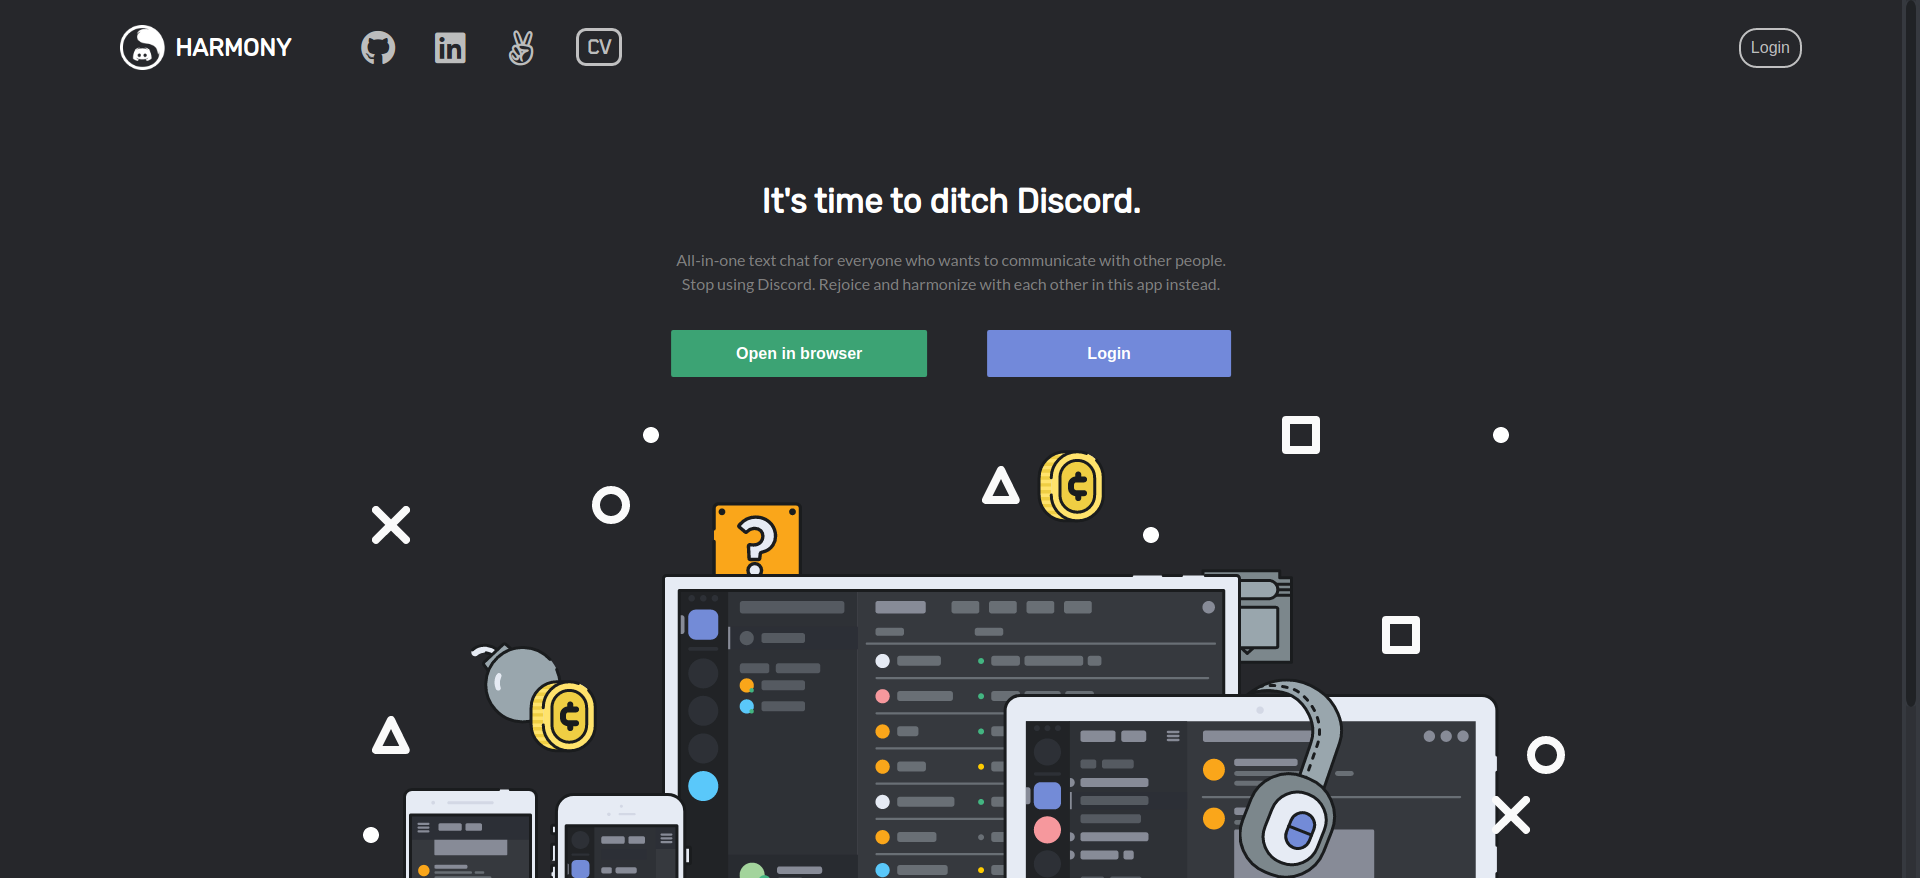 HARMONY
in
CV
Login
It's time to ditch Discord.
All-in-one text chat for everyone who wants to communicate with other people.
Stop using Discord. Rejoice and harmonize with each other in this app instead.
Open in browser
Login
?